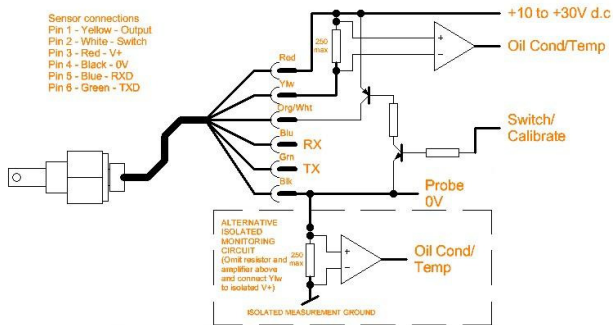 Sensor connections
Pin 1 - Yellow - Output
Pin 2 - White - Switch
Pin 3 - Red - V+
Pin 4 - Black - 0V
Pin 5 - Blue - RXD
Pin 6 - Green - TXD
+10 to +30V d.c
Red
250
max
+
−
Oil Cond/Temp
Ylw
Org/Wht
Switch/
Calibrate
Blu
RX
Grn
TX
Blk
Probe
0V
ALTERNATIVE
ISOLATED
MONITORING
CIRCUIT
(Omit resistor and
amplifier above
and connect Ylw
to isolated V+)
250
max
+
−
Oil Cond/
Temp
ISOLATED MEASUREMENT GROUND